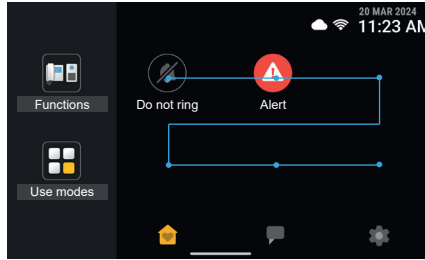 20 MAR 2024
11:23 AM
Functions
Do not ring
Alert
Use modes